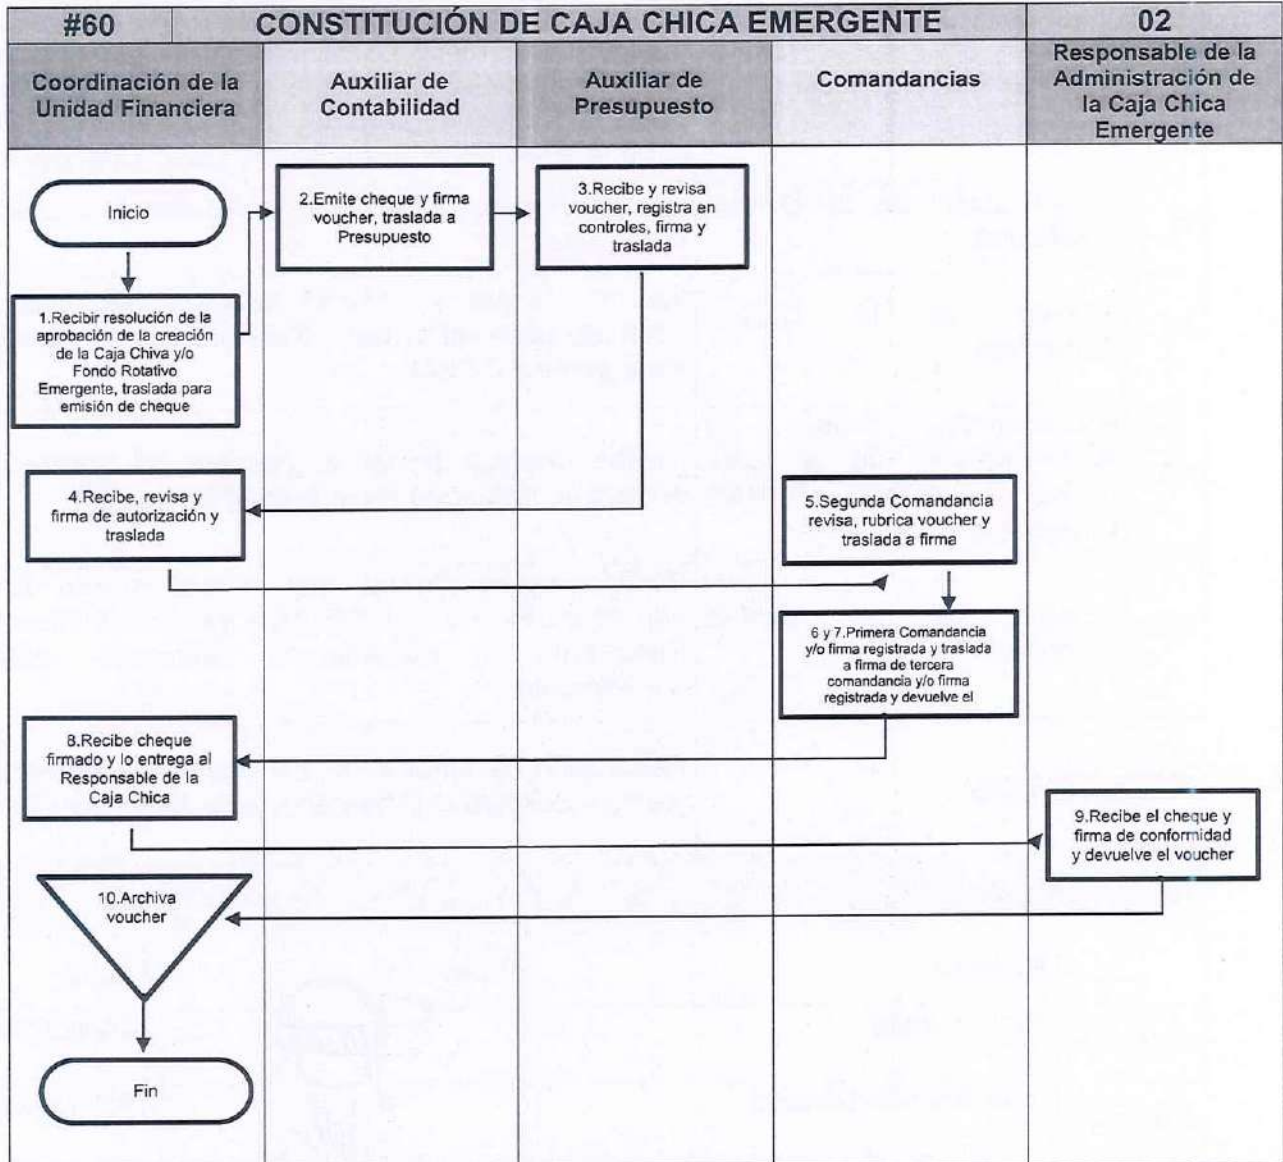 #60 CONSTITUCIÓN DE CAJA CHICA EMERGENTE 02
Coordinación de la
Unidad Financiera
Auxiliar de
Contabilidad
Auxiliar de
Presupuesto
Comandancias
Responsable de la
Administración de
la Caja Chica
Emergente
Inicio
1.Recibir resolución de la
aprobación de la creación
de la Caja Chiva y/o
Fondo Rotativo
Emergente, traslada para
emisión de cheque
2.Emite cheque y firma
voucher, traslada a
Presupuesto
3.Recibe y revisa
voucher, registra en
controles, firma y
traslada
4.Recibe, revisa y
firma de autorización y
traslada
5.Segunda Comandancia
revisa, rubrica voucher y
traslada a firma
6 y 7.Primera Comandancia
y/o firma registrada y traslada
a firma de tercera
comandancia y/o firma
registrada y devuelve el
8.Recibe cheque
firmado y lo entrega al
Responsable de la
Caja Chica
9.Recibe el cheque y
firma de conformidad
y devuelve el voucher
10.Archiva
voucher
Fin